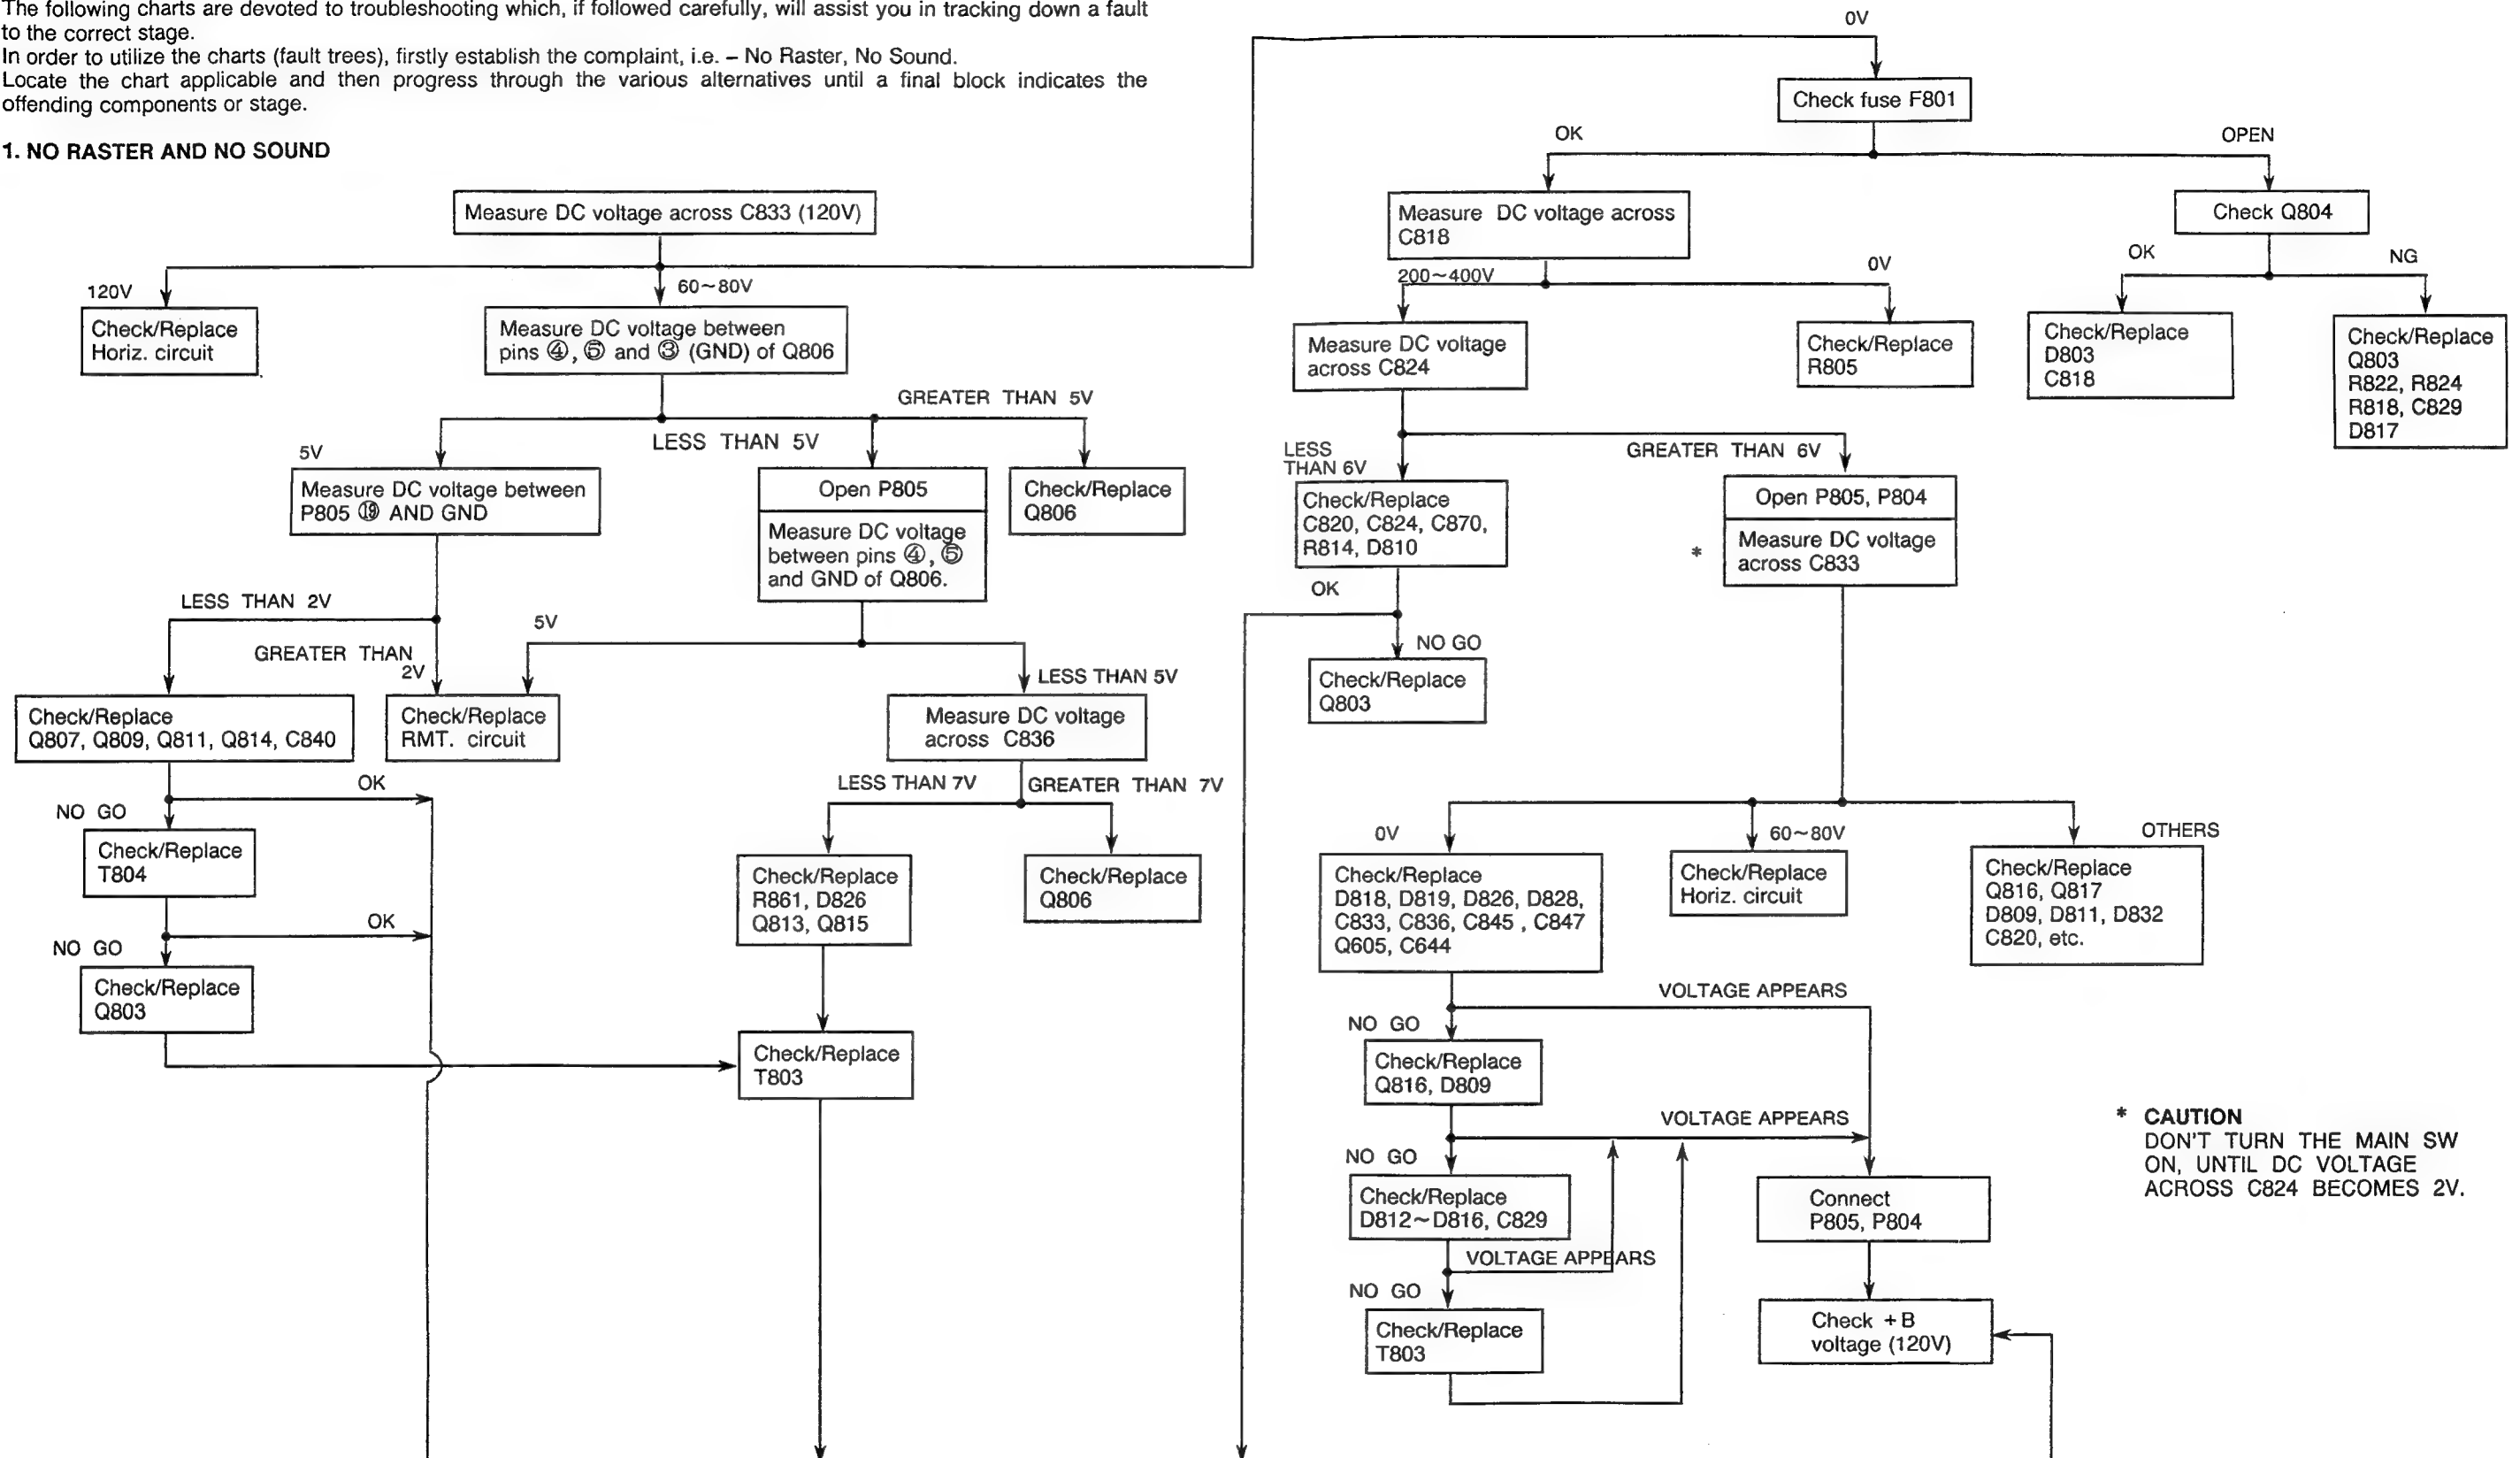 The following charts are devoted to troubleshooting which, if followed carefully, will assist you in tracking down a fault
to the correct stage.
In order to utilize the charts (fault trees), firstly establish the complaint, i.e. – No Raster, No Sound.
Locate the chart applicable and then progress through the various alternatives until a final block indicates the
offending components or stage.
1. NO RASTER AND NO SOUND
Measure DC voltage across C833 (120V)
120V
60~80V
0V
Check/Replace
Horiz. circuit
Measure DC voltage between
pins ④, ⑤ and ③ (GND) of Q806
5V
LESS THAN 5V
GREATER THAN 5V
Measure DC voltage between
P805 ⑲ AND GND
Open P805
Measure DC voltage
between pins ④, ⑤
and GND of Q806.
Check/Replace
Q806
LESS THAN 2V
GREATER THAN
2V
5V
LESS THAN 5V
Check/Replace
Q807, Q809, Q811, Q814, C840
Check/Replace
RMT. circuit
Measure DC voltage
across C836
OK
NO GO
Check/Replace
T804
OK
NO GO
Check/Replace
Q803
LESS THAN 7V
GREATER THAN 7V
Check/Replace
R861, D826
Q813, Q815
Check/Replace
Q806
Check/Replace
T803
Check fuse F801
OK
OPEN
Measure DC voltage across
C818
Check Q804
200~400V
0V
OK
NG
Measure DC voltage
across C824
Check/Replace
R805
Check/Replace
D803
C818
Check/Replace
Q803
R822, R824
R818, C829
D817
LESS
THAN 6V
GREATER THAN 6V
Check/Replace
C820, C824, C870,
R814, D810
Open P805, P804
*
Measure DC voltage
across C833
OK
NO GO
Check/Replace
Q803
0V
60~80V
OTHERS
Check/Replace
D818, D819, D826, D828,
C833, C836, C845 , C847
Q605, C644
Check/Replace
Horiz. circuit
Check/Replace
Q816, Q817
D809, D811, D832
C820, etc.
VOLTAGE APPEARS
NO GO
Check/Replace
Q816, D809
VOLTAGE APPEARS
NO GO
Check/Replace
D812~D816, C829
VOLTAGE APPEARS
NO GO
Check/Replace
T803
Connect
P805, P804
Check +B
voltage (120V)
* CAUTION
DON'T TURN THE MAIN SW
ON, UNTIL DC VOLTAGE
ACROSS C824 BECOMES 2V.